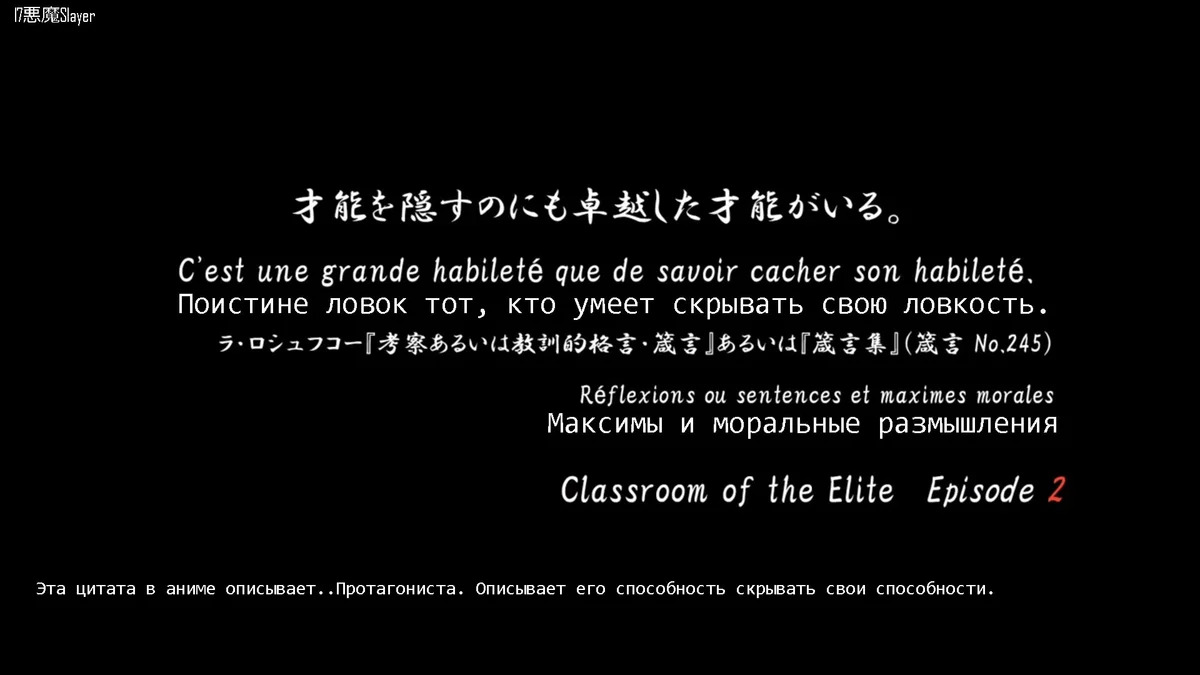 17悪魔Slayer
才能を隠すのにも卓越した才能がいる。
C'est une grande habileté que de savoir cacher son habileté.
Поистине ловок тот, кто умеет скрывать свою ловкость.
ラ・ロシュフコー『考察あるいは教訓的格言・箴言』あるいは『箴言集』(箴言 No.245)
Réflexions ou sentences et maximes morales
Максимы и моральные размышления
Classroom of the Elite Episode 2
Эта цитата в аниме описывает..Протагониста. Описывает его способность скрывать свои способности.